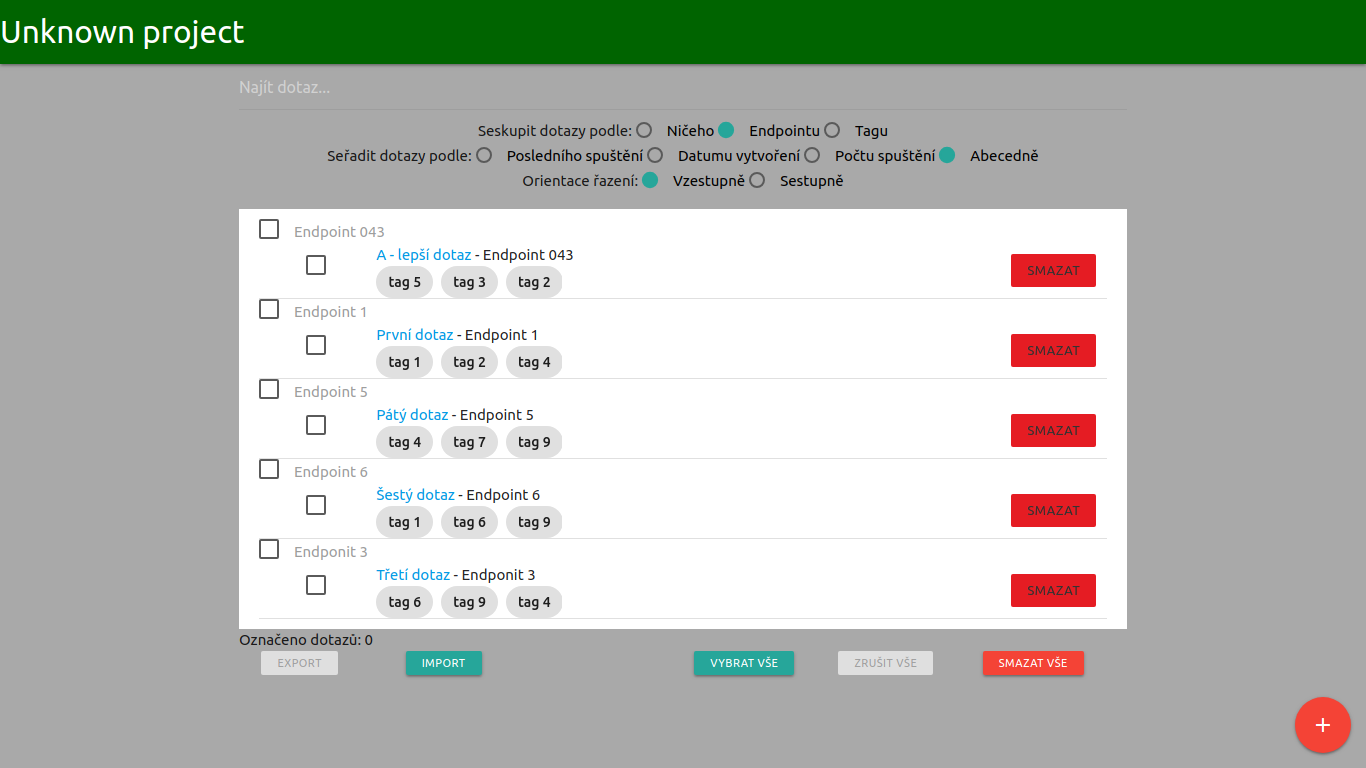 Unknown project
Najít dotaz...
Seskupit dotazy podle: Ničeho Endpointu Tagu
Seřadit dotazy podle: Posledního spuštění Datumu vytvoření Počtu spuštění Abecedně
Orientace řazení: Vzestupně Sestupně
Endpoint 043
A - lepší dotaz - Endpoint 043
SMAZAT
tag 5 tag 3 tag 2
Endpoint 1
První dotaz - Endpoint 1
SMAZAT
tag 1 tag 2 tag 4
Endpoint 5
Pátý dotaz - Endpoint 5
SMAZAT
tag 4 tag 7 tag 9
Endpoint 6
Šestý dotaz - Endpoint 6
SMAZAT
tag 1 tag 6 tag 9
Endponit 3
Třetí dotaz - Endponit 3
SMAZAT
tag 6 tag 9 tag 4
Označeno dotazů: 0
EXPORT IMPORT VYBRAT VŠE ZRUŠIT VŠE SMAZAT VŠE
+